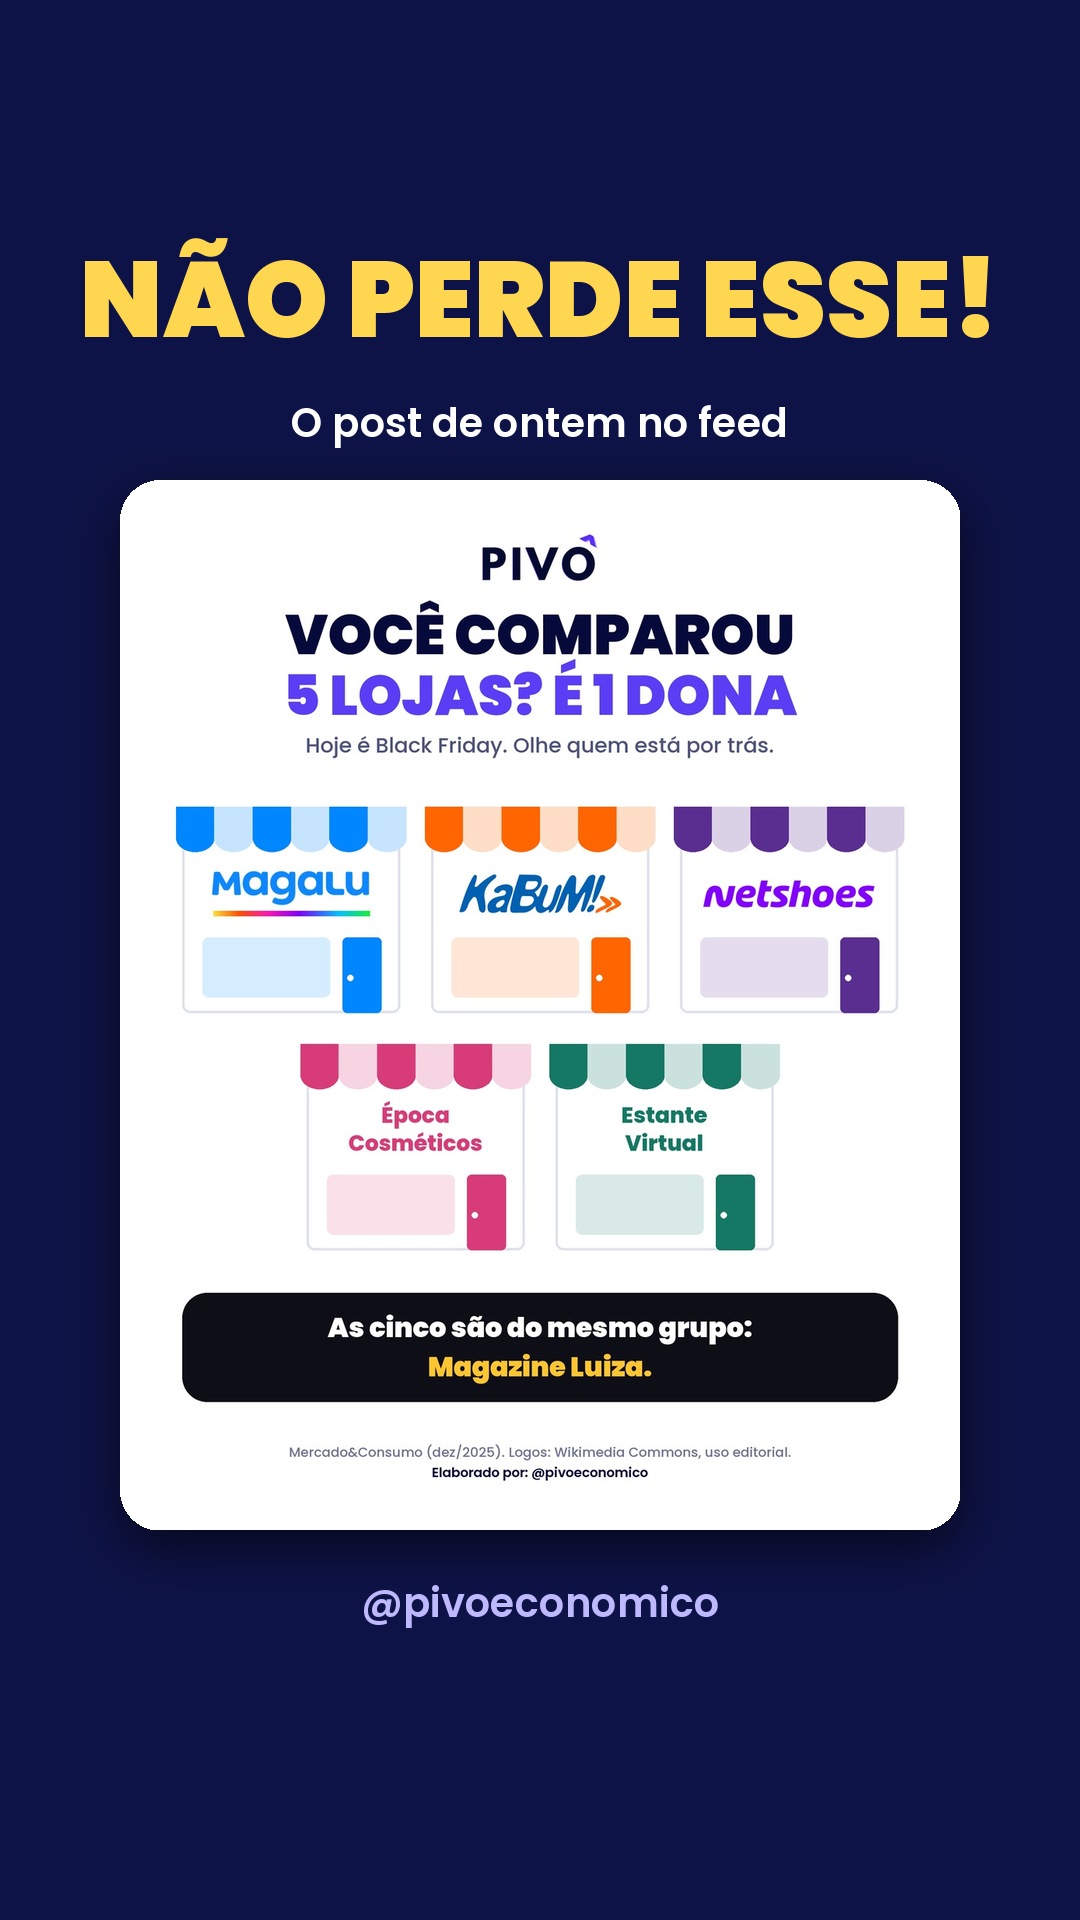 NÃO PERDE ESSE!
O post de ontem no feed
PIVÔ
VOCÊ COMPAROU
5 LOJAS? É 1 DONA
Hoje é Black Friday. Olhe quem está por trás.
Magalu
KaBuM!
netshoes
Época
Cosméticos
Estante
Virtual
As cinco são do mesmo grupo:
Magazine Luiza.
Mercado&Consumo (dez/2025). Logos: Wikimedia Commons, uso editorial.
Elaborado por: @pivoeconomico
@pivoeconomico